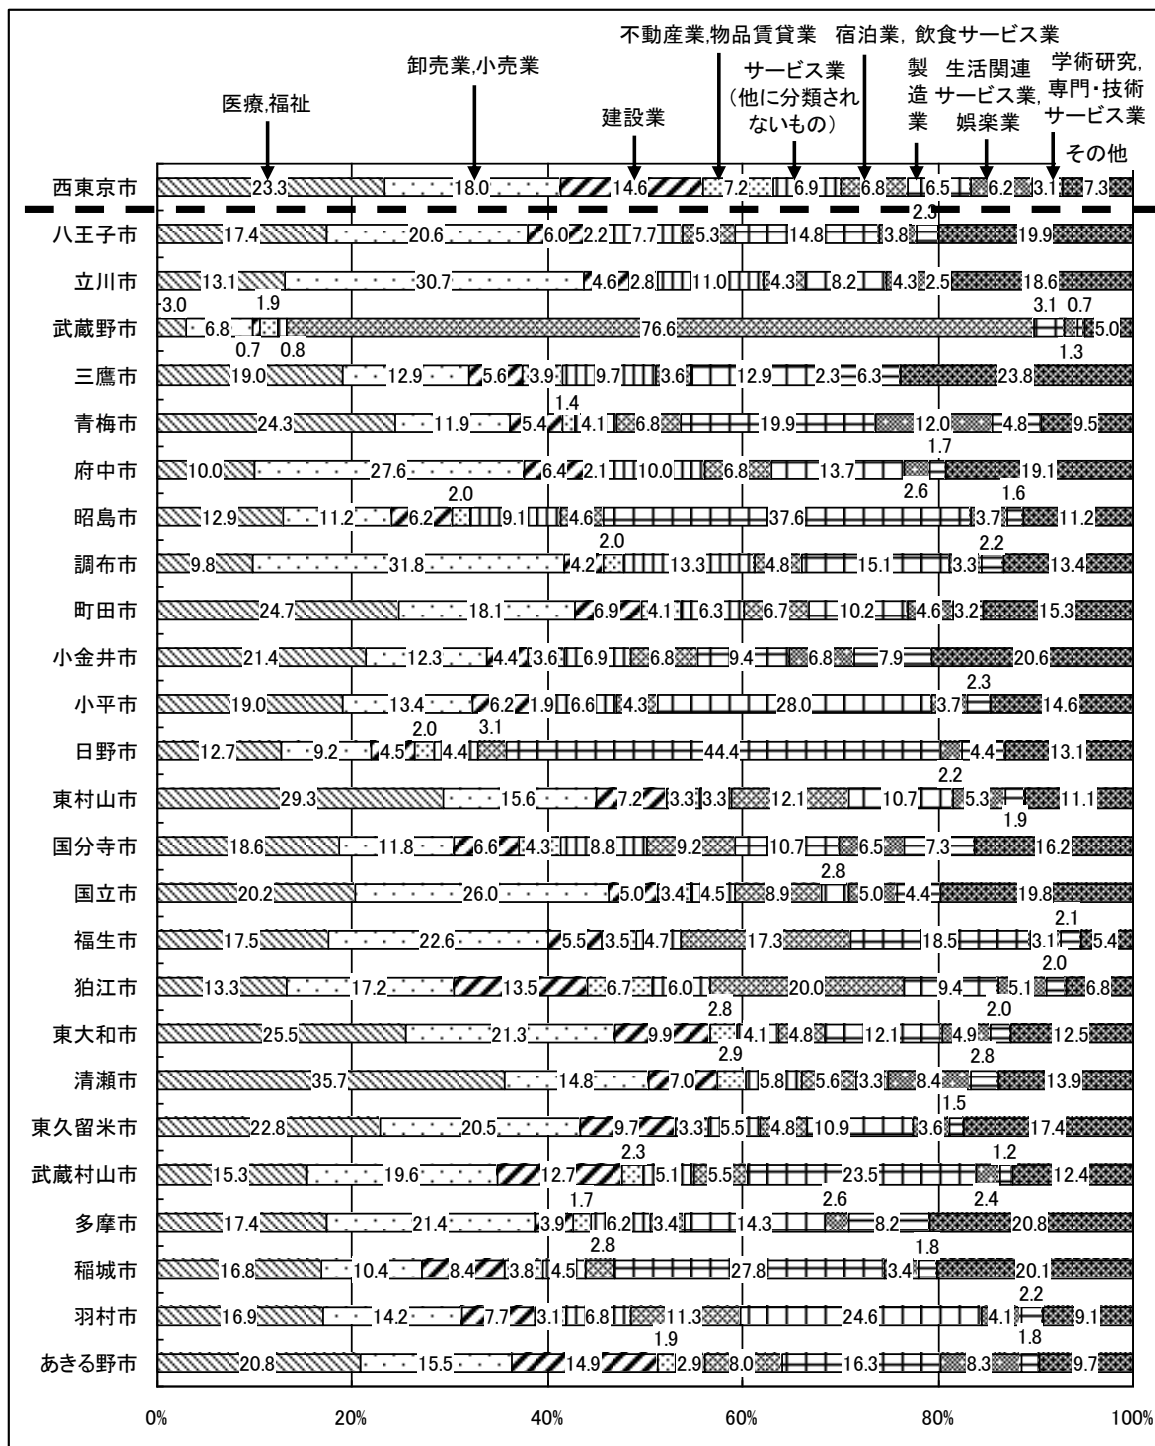 不動産業,物品賃貸業 宿泊業, 飲食サービス業
卸売業,小売業 サービス業 製 生活関連 学術研究,
医療,福祉 (他に分類され 造 サービス業, 専門・技術
建設業 ないもの) 業 娯楽業 サービス業
その他
西東京市 23.3 18.0 14.6 7.2 6.9 6.8 6.5 6.2 3.1 7.3
2.3
八王子市 17.4 20.6 6.0 2.2 7.7 5.3 14.8 3.8 19.9
立川市 13.1 30.7 4.6 2.8 11.0 4.3 8.2 4.3 2.5 18.6
3.0 1.9 3.1 0.7
武蔵野市 6.8 76.6 5.0
0.7 0.8 1.3
三鷹市 19.0 12.9 5.6 3.9 9.7 3.6 12.9 2.3 6.3 23.8
1.4
青梅市 24.3 11.9 5.4 4.1 6.8 19.9 12.0 4.8 9.5
1.7
府中市 10.0 27.6 6.4 2.1 10.0 6.8 13.7 19.1
2.0 2.6 1.6
昭島市 12.9 11.2 6.2 9.1 4.6 37.6 3.7 11.2
2.0 2.2
調布市 9.8 31.8 4.2 13.3 4.8 15.1 3.3 13.4
町田市 24.7 18.1 6.9 4.1 6.3 6.7 10.2 4.6 3.2 15.3
小金井市 21.4 12.3 4.4 3.6 6.9 6.8 9.4 6.8 7.9 20.6
2.3
小平市 19.0 13.4 6.2 1.9 6.6 4.3 28.0 3.7 14.6
2.0 3.1
日野市 12.7 9.2 4.5 4.4 44.4 4.4 13.1
2.2
東村山市 29.3 15.6 7.2 3.3 3.3 12.1 10.7 5.3 11.1
1.9
国分寺市 18.6 11.8 6.6 4.3 8.8 9.2 10.7 6.5 7.3 16.2
2.8
国立市 20.2 26.0 5.0 3.4 4.5 8.9 5.0 4.4 19.8
2.1
福生市 17.5 22.6 5.5 3.5 4.7 17.3 18.5 3.1 5.4
2.0
狛江市 13.3 17.2 13.5 6.7 6.0 20.0 9.4 5.1 6.8
2.8 2.0
東大和市 25.5 21.3 9.9 4.1 4.8 12.1 4.9 12.5
2.9 2.8
清瀬市 35.7 14.8 7.0 5.8 5.6 3.3 8.4 13.9
1.5
東久留米市 22.8 20.5 9.7 3.3 5.5 4.8 10.9 3.6 17.4
2.3 1.2
武蔵村山市 15.3 19.6 12.7 5.1 5.5 23.5 12.4
1.7 2.6 2.4
多摩市 17.4 21.4 3.9 6.2 3.4 14.3 8.2 20.8
2.8 1.8
稲城市 16.8 10.4 8.4 3.8 4.5 27.8 3.4 20.1
2.2
羽村市 16.9 14.2 7.7 3.1 6.8 11.3 24.6 4.1 9.1
1.9 1.8
あきる野市 20.8 15.5 14.9 2.9 8.0 16.3 8.3 9.7
0% 20% 40% 60% 80% 100%